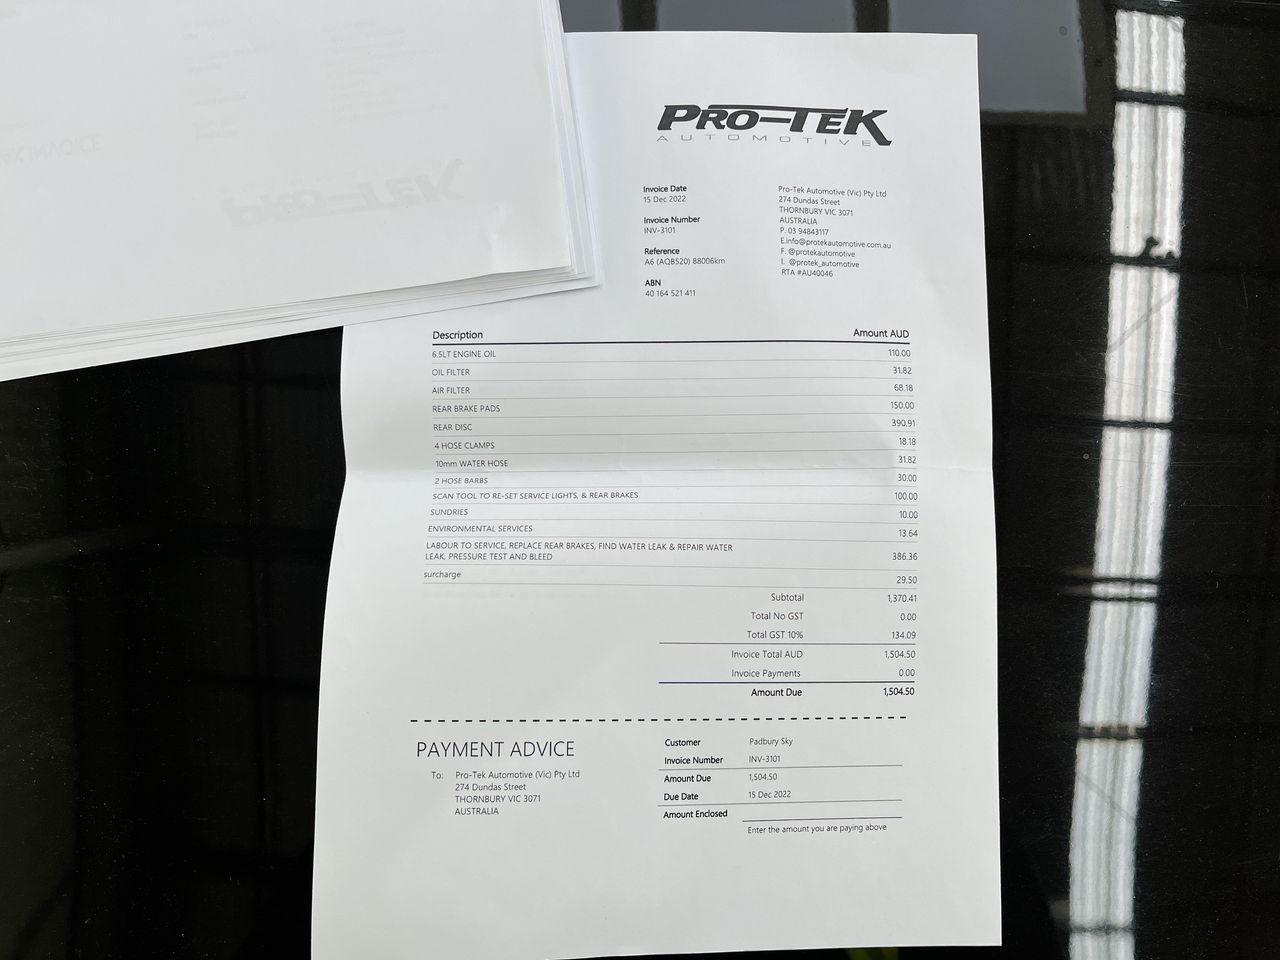 PRO-TEK
AUTOMOTIVE
Invoice Date
15 Dec 2022
Invoice Number
INV-3101
Reference
A6 (AQB520) 88006km
ABN
40 164 521 411
Pro-Tek Automotive (Vic) Pty Ltd
274 Dundas Street
THORNBURY VIC 3071
AUSTRALIA
P. 03 94843117
E.info@protekautomotive.com.au
F. @protekautomotive
I. @protek_automotive
RTA #AU40046
Description Amount AUD
6.5LT ENGINE OIL 110.00
OIL FILTER 31.82
AIR FILTER 68.18
REAR BRAKE PADS 150.00
REAR DISC 390.91
4 HOSE CLAMPS 18.18
10mm WATER HOSE 31.82
2 HOSE BARBS 30.00
SCAN TOOL TO RE-SET SERVICE LIGHTS, & REAR BRAKES 100.00
SUNDRIES 10.00
ENVIRONMENTAL SERVICES 13.64
LABOUR TO SERVICE, REPLACE REAR BRAKES, FIND WATER LEAK & REPAIR WATER
LEAK, PRESSURE TEST AND BLEED 386.36
surcharge 29.50
Subtotal 1,370.41
Total No GST 0.00
Total GST 10% 134.09
Invoice Total AUD 1,504.50
Invoice Payments 0.00
Amount Due 1,504.50
PAYMENT ADVICE
To: Pro-Tek Automotive (Vic) Pty Ltd
274 Dundas Street
THORNBURY VIC 3071
AUSTRALIA
Customer Padbury Sky
Invoice Number INV-3101
Amount Due 1,504.50
Due Date 15 Dec 2022
Amount Enclosed
Enter the amount you are paying above